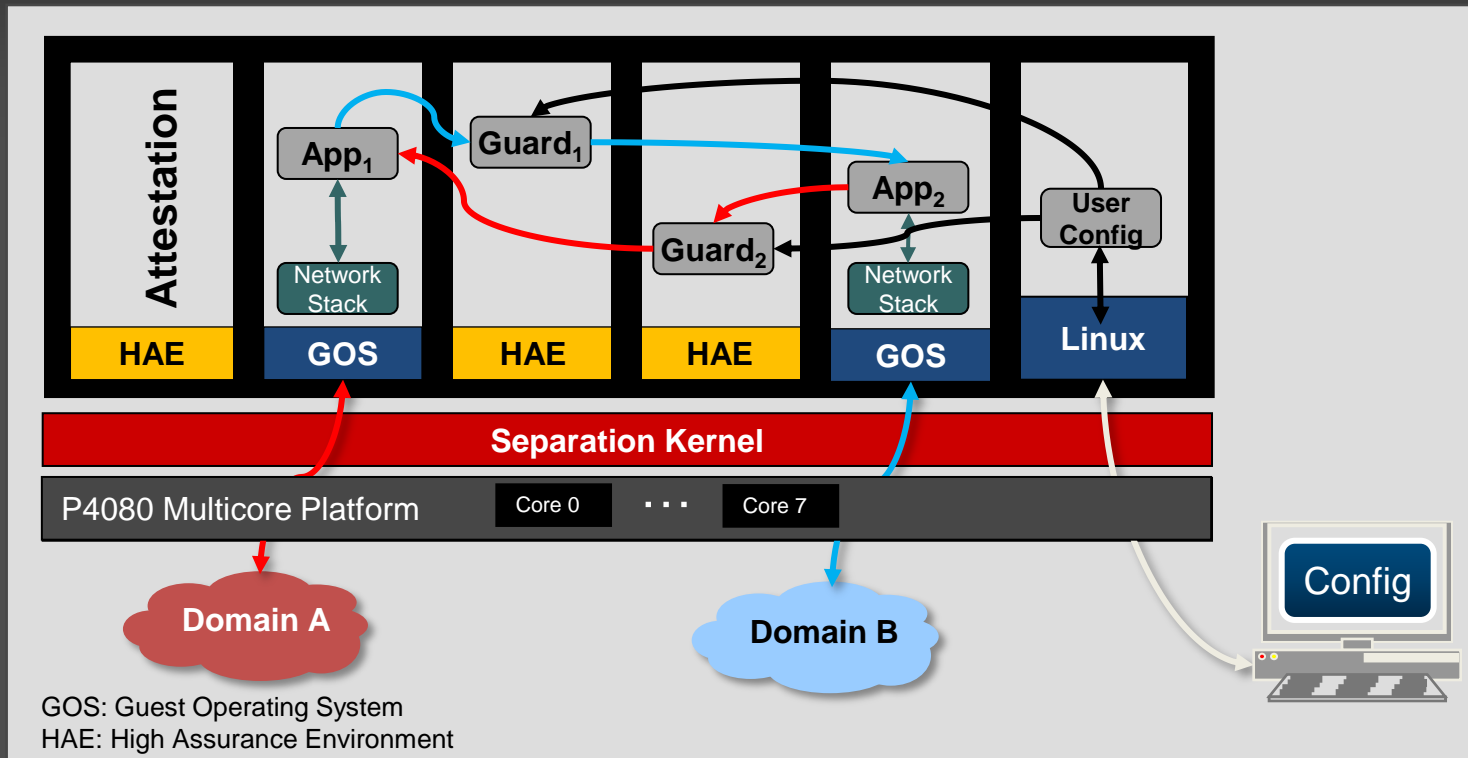 Attestation
HAE
App₁
Network
Stack
GOS
Guard₁
HAE
Guard₂
HAE
App₂
Network
Stack
GOS
User
Config
Linux
Separation Kernel
P4080 Multicore Platform
Core 0
...
Core 7
Domain A
Domain B
Config
GOS: Guest Operating System
HAE: High Assurance Environment